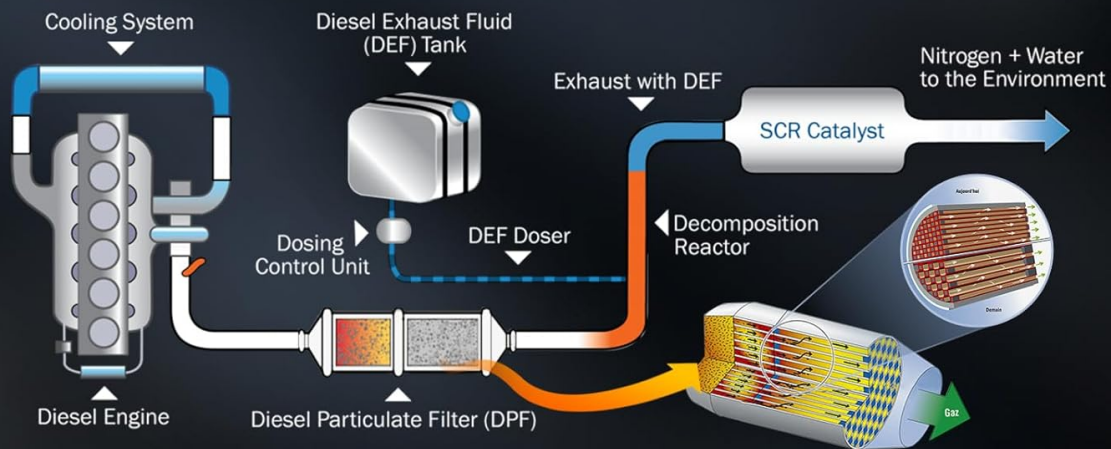 Cooling System
Diesel Exhaust Fluid
(DEF) Tank
Nitrogen + Water
to the Environment
Exhaust with DEF
SCR Catalyst
Decomposition
Reactor
DEF Doser
Dosing
Control Unit
Diesel Engine
Diesel Particulate Filter (DPF)
Gaz